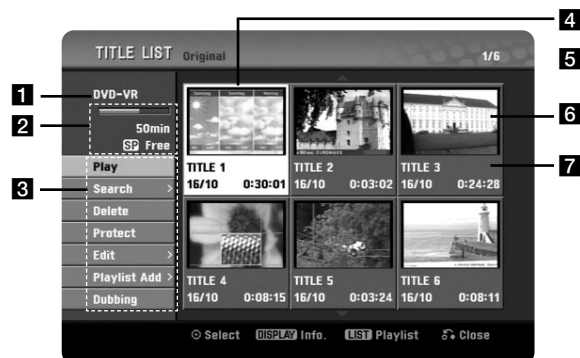 TITLE LIST Original 1/6
DVD-VR
50min
SP Free
Play
Search >
Delete
Protect
Edit >
Playlist Add >
Dubbing
Samstag Sonntag Montag
TITLE 1
16/10 0:30:01
TITLE 2
16/10 0:03:02
TITLE 3
16/10 0:24:28
TITLE 4
16/10 0:08:15
TITLE 5
16/10 0:03:24
TITLE 6
16/10 0:08:11
Select DISPLAY Info. LIST Playlist Close
1
2
3
4
5
6
7